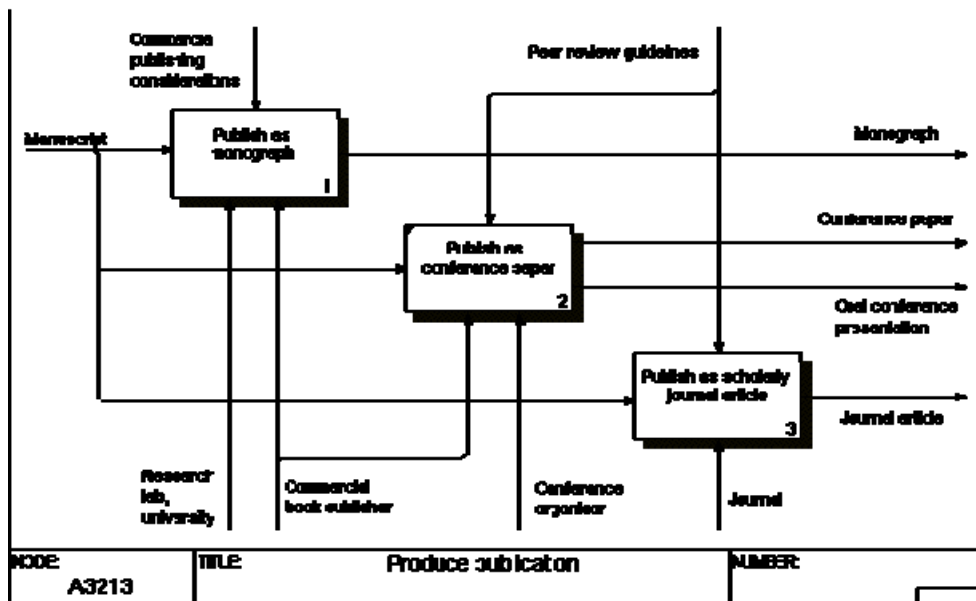 Commercia
publishing
considerations
Peer review guidelines
Manuscript
Publish as
monograph
1
Monograph
Conference paper
Publish as
conference paper
2
Oral conference
presentation
Publish as scholarly
journal article
3
Journal article
Research
lab,
university
Commercial
book publisher
Conference
organiser
Journal
NODE:
A3213
TITLE:
Produce publication
NUMBER: